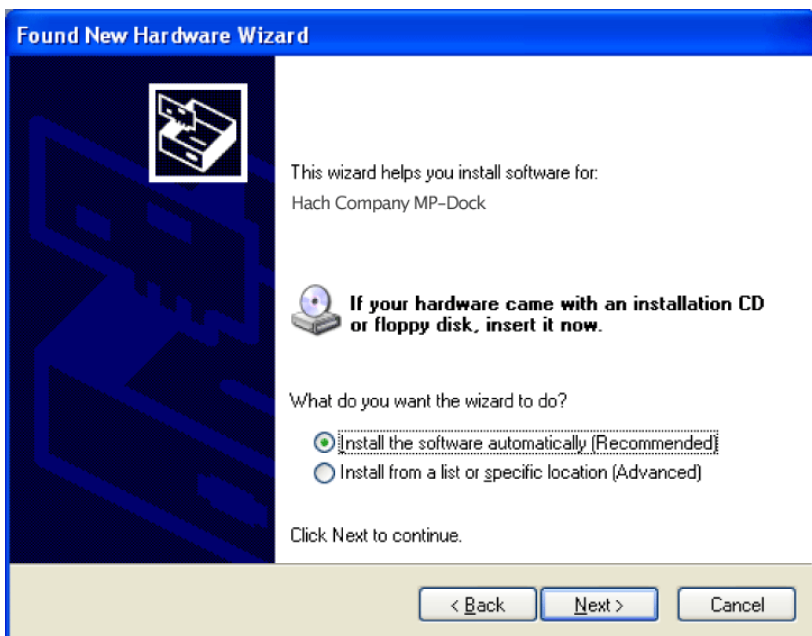 Found New Hardware Wizard
This wizard helps you install software for:
Hach Company MP-Dock
If your hardware came with an installation CD
or floppy disk, insert it now.
What do you want the wizard to do?
Install the software automatically (Recommended)
Install from a list or specific location (Advanced)
Click Next to continue.
< Back Next > Cancel